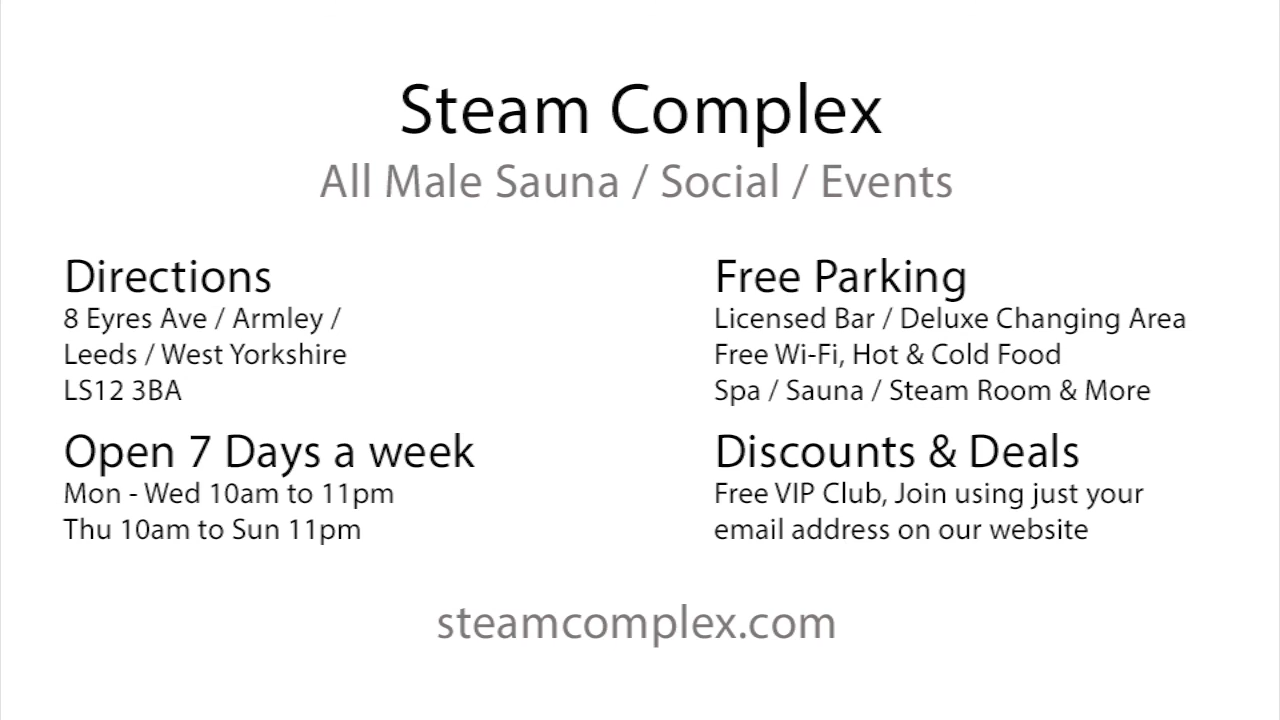 Steam Complex
All Male Sauna / Social / Events
Directions
8 Eyres Ave / Armley /
Leeds / West Yorkshire
LS12 3BA
Open 7 Days a week
Mon - Wed 10am to 11pm
Thu 10am to Sun 11pm
Free Parking
Licensed Bar / Deluxe Changing Area
Free Wi-Fi, Hot & Cold Food
Spa / Sauna / Steam Room & More
Discounts & Deals
Free VIP Club, Join using just your
email address on our website
steamcomplex.com